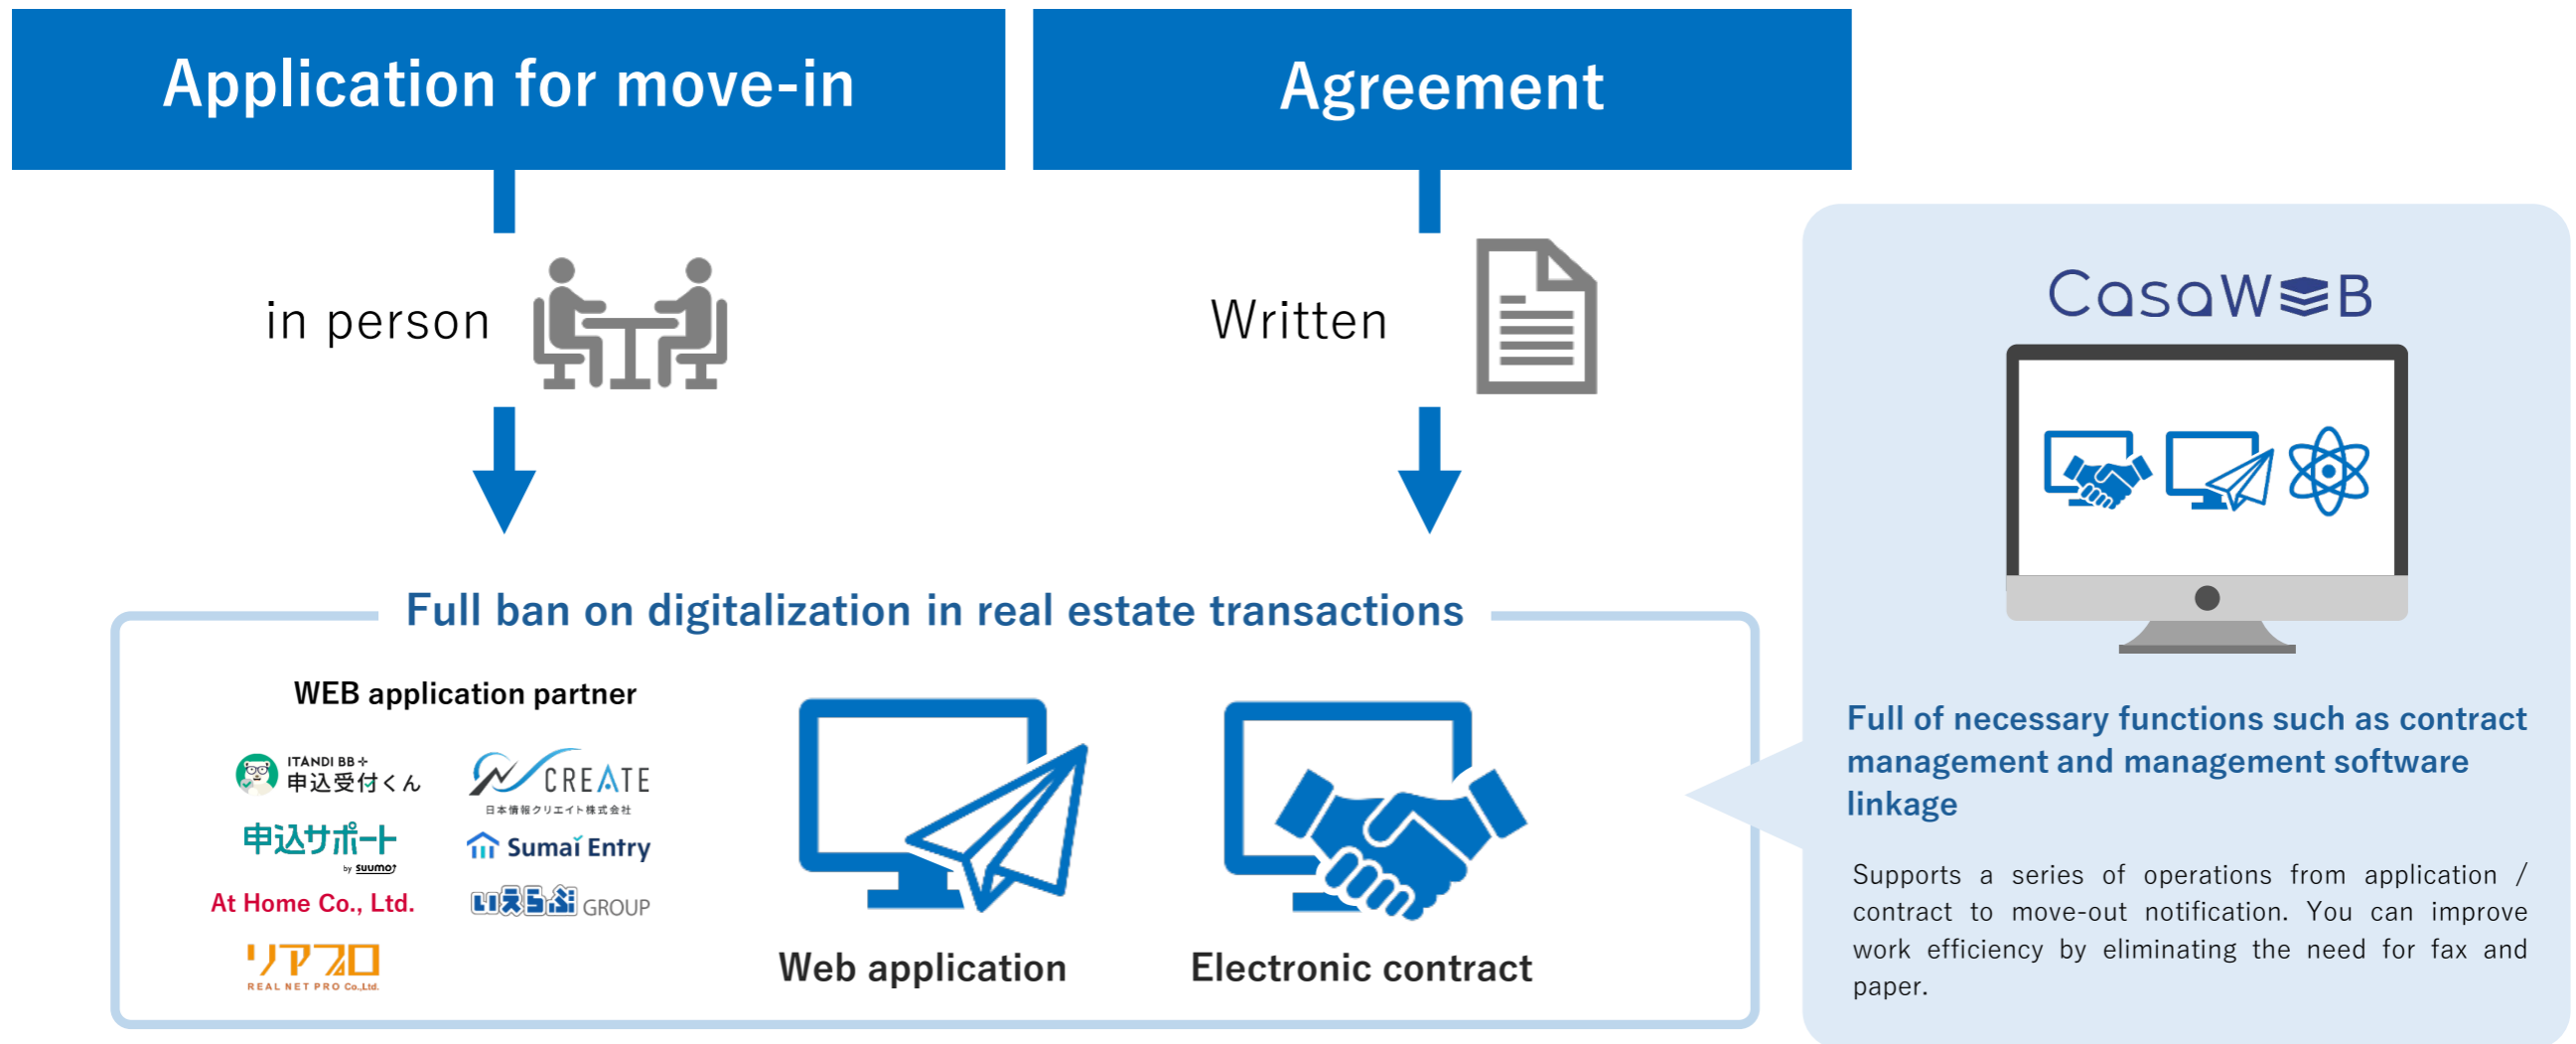 Application for move-in
Agreement
in person
Written
CasaWEB
Full ban on digitalization in real estate transactions
WEB application partner
ITANDI BB+
申込受付くん
CREATE
日本情報クリエイト株式会社
申込サポート
by SUUMO
Sumai Entry
At Home Co., Ltd.
いえらぶ GROUP
リアプロ
REAL NET PRO Co.,Ltd.
Web application
Electronic contract
Full of necessary functions such as contract
management and management software
linkage
Supports a series of operations from application /
contract to move-out notification. You can improve
work efficiency by eliminating the need for fax and
paper.